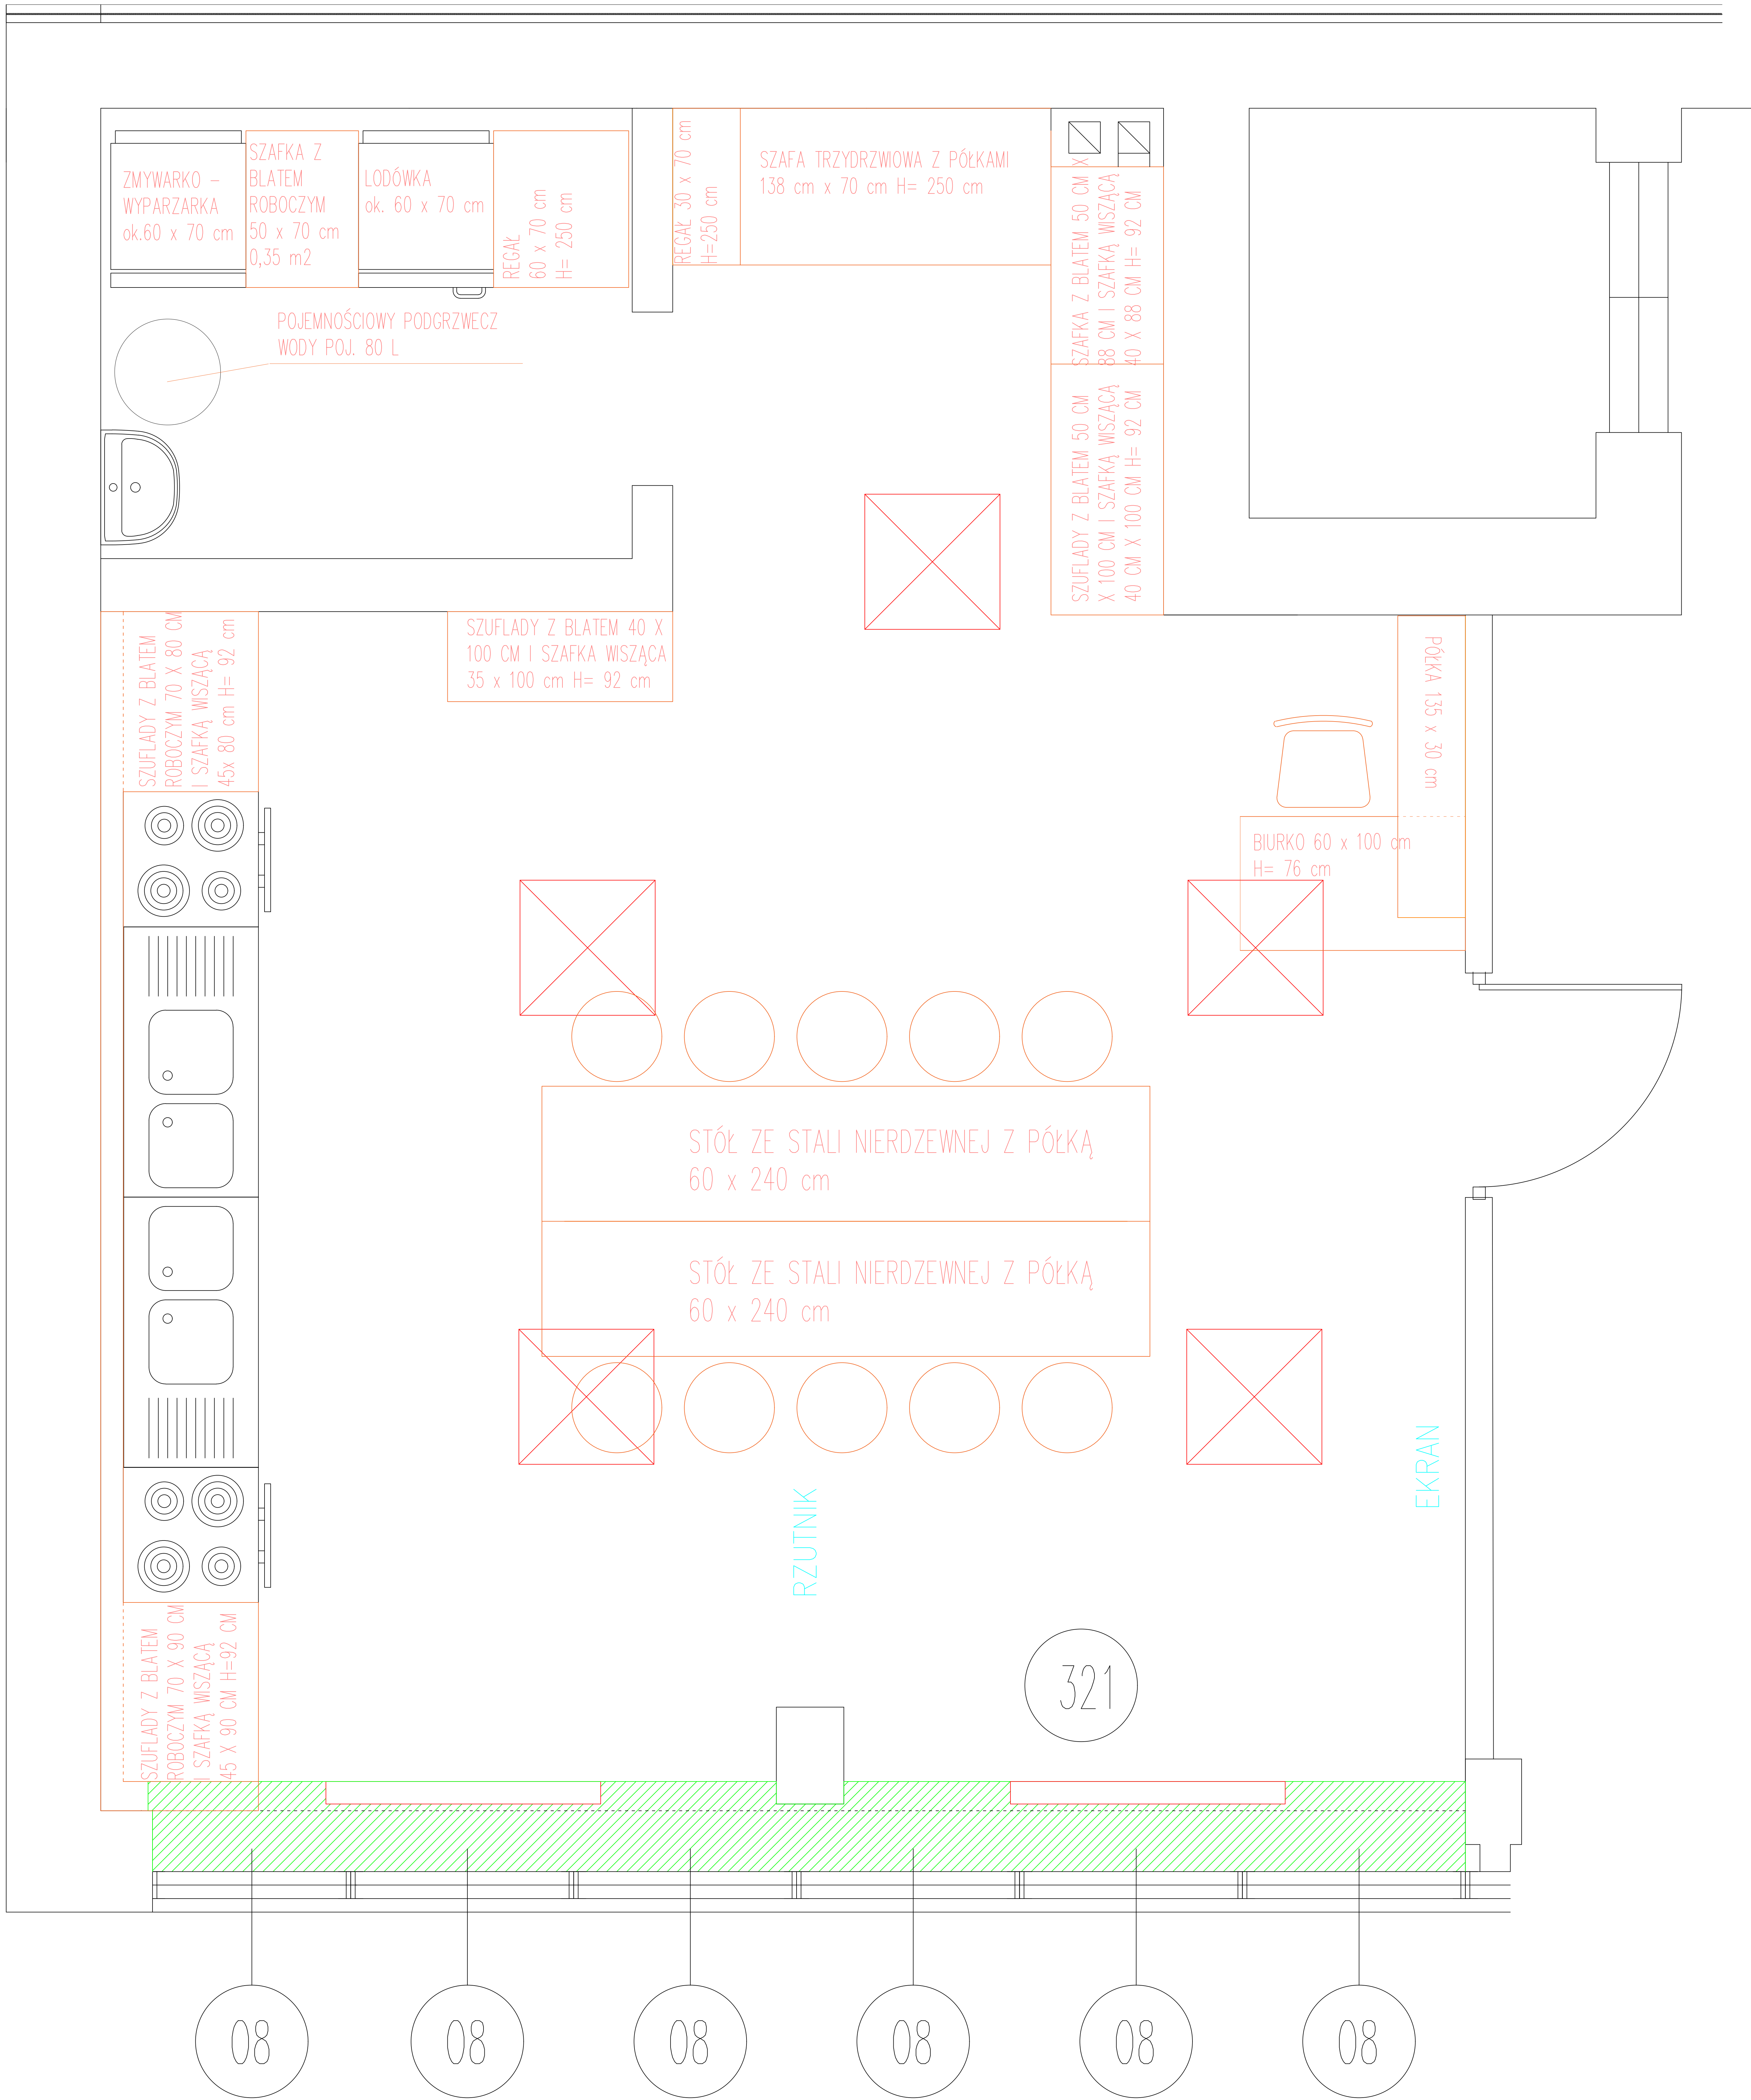 ZMYWARKO -
WYPARZARKA
ok.60 x 70 cm
SZAFKA Z
BLATEM
ROBOCZYM
50 x 70 cm
0,35 m2
LODÓWKA
ok. 60 x 70 cm
REGAŁ
60 x 70 cm
H= 250 cm
REGAŁ 30 x 70 cm
H=250 cm
SZAFA TRZYDRZWIOWA Z PÓŁKAMI
138 cm x 70 cm H= 250 cm
SZAFKA Z BLATEM 50 CM X
88 CM I SZAFKĄ WISZĄCĄ
40 X 88 CM H= 92 CM
POJEMNOŚCIOWY PODGRZWECZ
WODY POJ. 80 L
SZUFLADY Z BLATEM 50 CM
X 100 CM I SZAFKĄ WISZĄCĄ
40 CM X 100 CM H= 92 CM
SZUFLADY Z BLATEM
ROBOCZYM 70 X 80 CM
I SZAFKĄ WISZĄCĄ
45x 80 cm H= 92 cm
SZUFLADY Z BLATEM 40 X
100 CM I SZAFKA WISZĄCA
35 x 100 cm H= 92 cm
PÓŁKA 135 x 30 cm
BIURKO 60 x 100 cm
H= 76 cm
STÓŁ ZE STALI NIERDZEWNEJ Z PÓŁKĄ
60 x 240 cm
STÓŁ ZE STALI NIERDZEWNEJ Z PÓŁKĄ
60 x 240 cm
EKRAN
RZUTNIK
SZUFLADY Z BLATEM
ROBOCZYM 70 X 90 CM
I SZAFKĄ WISZĄCĄ
45 X 90 CM H=92 CM
321
08
08
08
08
08
08